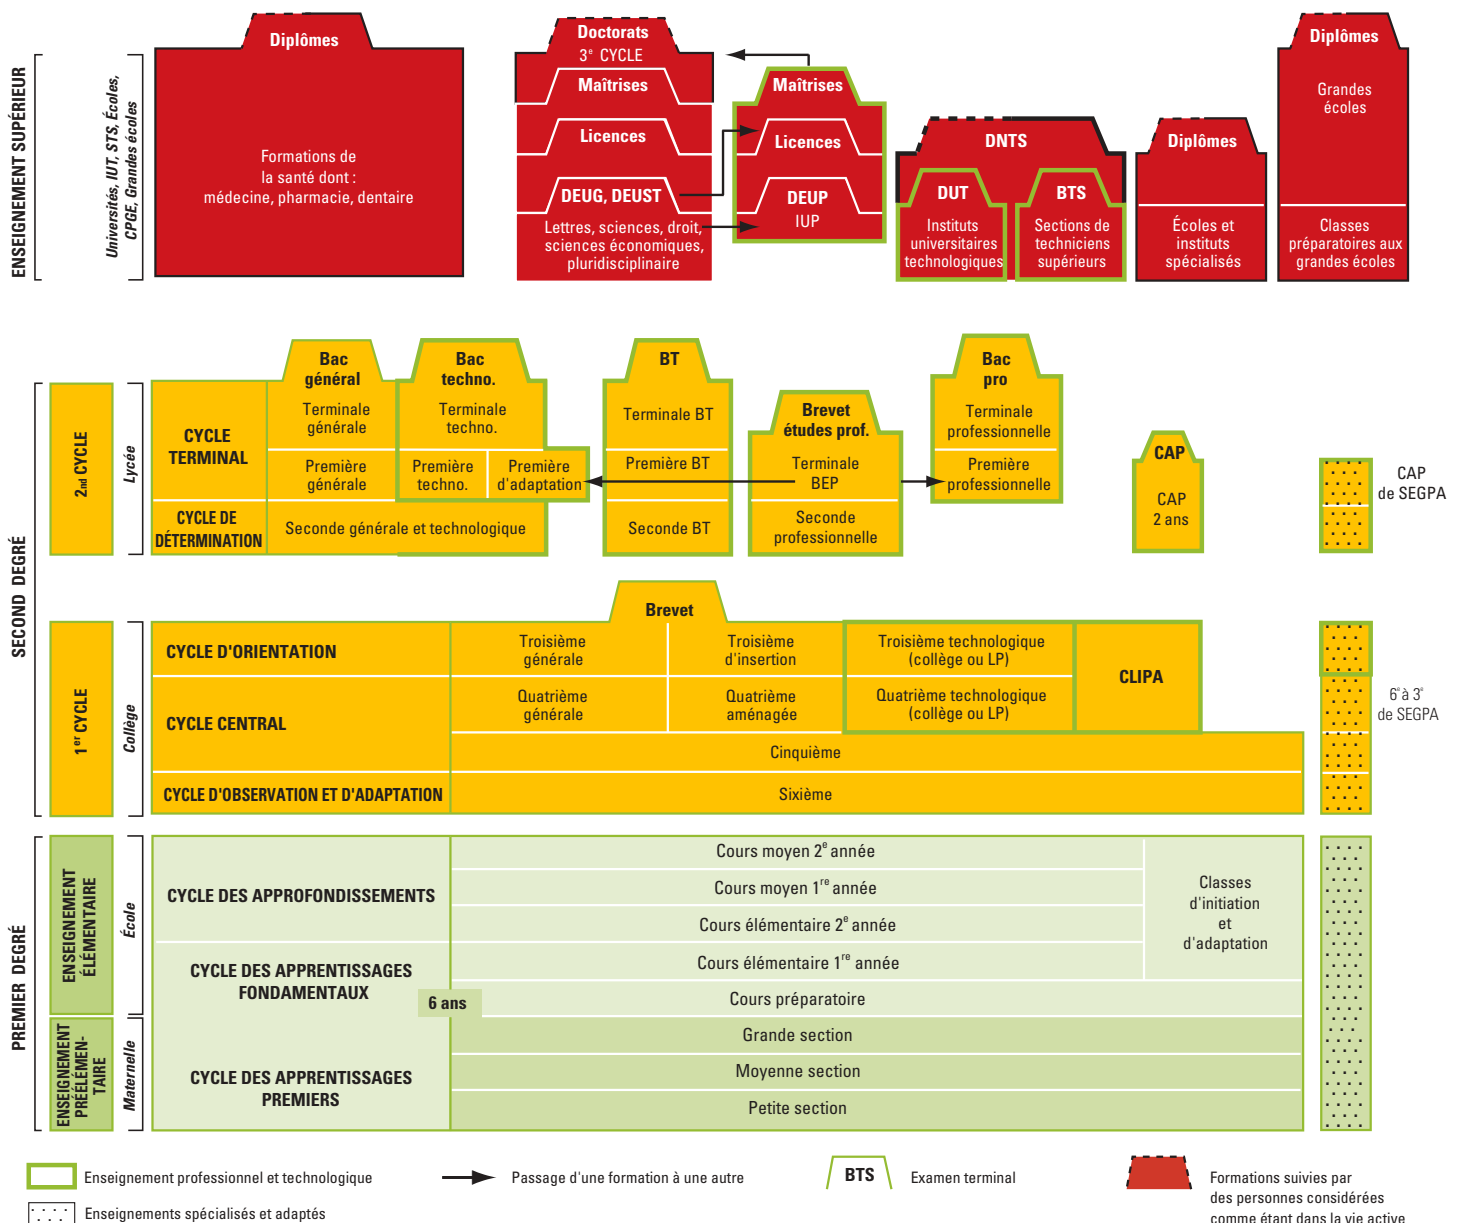 ENSEIGNEMENT SUPÉRIEUR
Universités, IUT, STS, Écoles,
CPGE, Grandes écoles
Diplômes
Formations de
la santé dont :
médecine, pharmacie, dentaire
Doctorats
3e CYCLE
Maîtrises
Licences
DEUG, DEUST
Lettres, sciences, droit,
sciences économiques,
pluridisciplinaire
Maîtrises
Licences
DEUP
IUP
DNTS
DUT
Instituts
universitaires
technologiques
BTS
Sections de
techniciens
supérieurs
Diplômes
Écoles et
instituts
spécialisés
Diplômes
Grandes
écoles
Classes
préparatoires aux
grandes écoles
SECOND DEGRÉ
2nd CYCLE
Lycée
CYCLE
TERMINAL
CYCLE DE
DÉTERMINATION
Bac
général
Terminale
générale
Première
générale
Bac
techno.
Terminale
techno.
Première
techno.
Première
d'adaptation
Seconde générale et technologique
BT
Terminale BT
Première BT
Seconde BT
Brevet
études prof.
Terminale
BEP
Seconde
professionnelle
Bac
pro
Terminale
professionnelle
Première
professionnelle
CAP
CAP
2 ans
CAP
de SEGPA
1er CYCLE
Collège
CYCLE D'ORIENTATION
CYCLE CENTRAL
CYCLE D'OBSERVATION ET D'ADAPTATION
Brevet
Troisième
générale
Troisième
d'insertion
Troisième technologique
(collège ou LP)
CLIPA
Quatrième
générale
Quatrième
aménagée
Quatrième technologique
(collège ou LP)
Cinquième
Sixième
6e à 3e
de SEGPA
PREMIER DEGRÉ
ENSEIGNEMENT
ÉLÉMENTAIRE
École
CYCLE DES APPROFONDISSEMENTS
CYCLE DES APPRENTISSAGES
FONDAMENTAUX
6 ans
Cours moyen 2e année
Cours moyen 1re année
Cours élémentaire 2e année
Cours élémentaire 1re année
Cours préparatoire
Classes
d'initiation
et
d'adaptation
ENSEIGNEMENT
PRÉÉLÉMEN-
TAIRE
Maternelle
CYCLE DES APPRENTISSAGES
PREMIERS
Grande section
Moyenne section
Petite section
Enseignement professionnel et technologique
Passage d'une formation à une autre
BTS
Examen terminal
Formations suivies par
des personnes considérées
comme étant dans la vie active
Enseignements spécialisés et adaptés